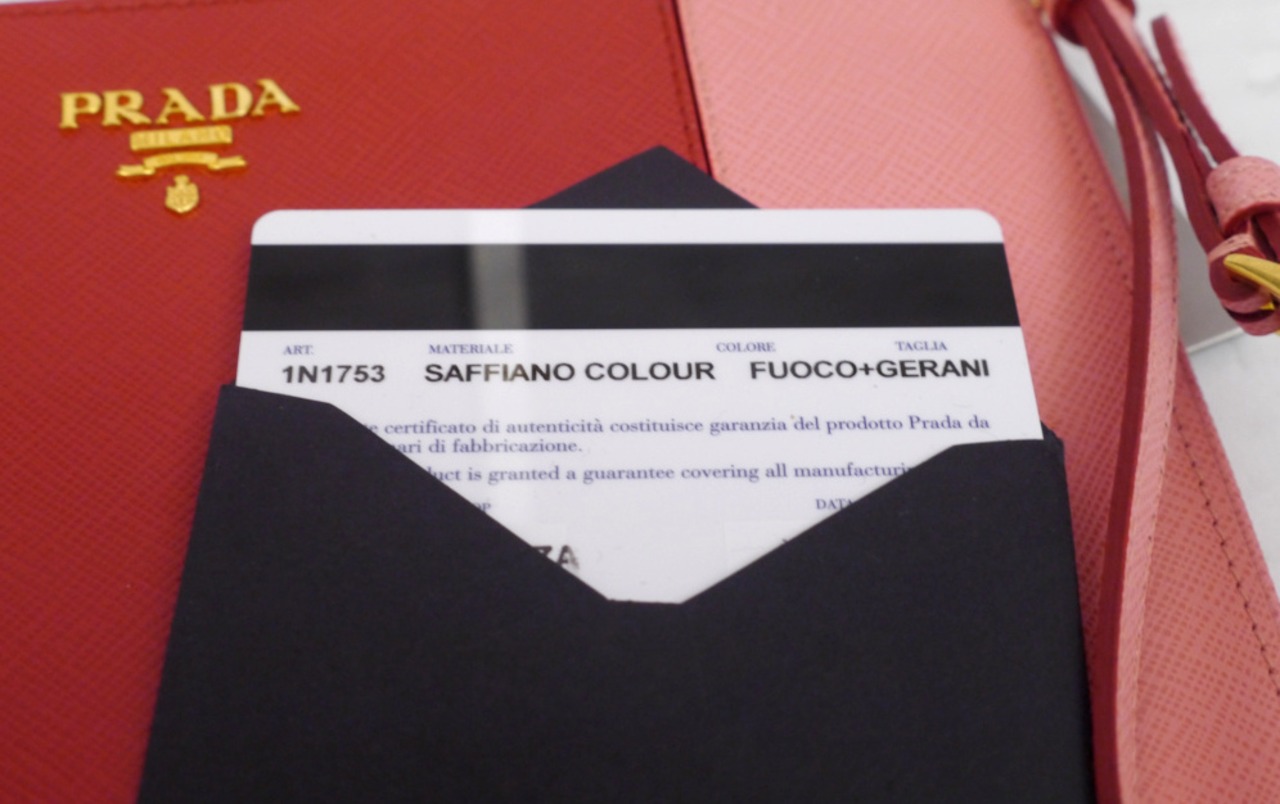 PRADA
MILANO
ART. MATERIALE COLORE TAGLIA
1N1753 SAFFIANO COLOUR FUOCO+GERANI
certificato di autenticità costituisce garanzia del prodotto Prada da
di fabbricazione.
is granted a guarantee covering all